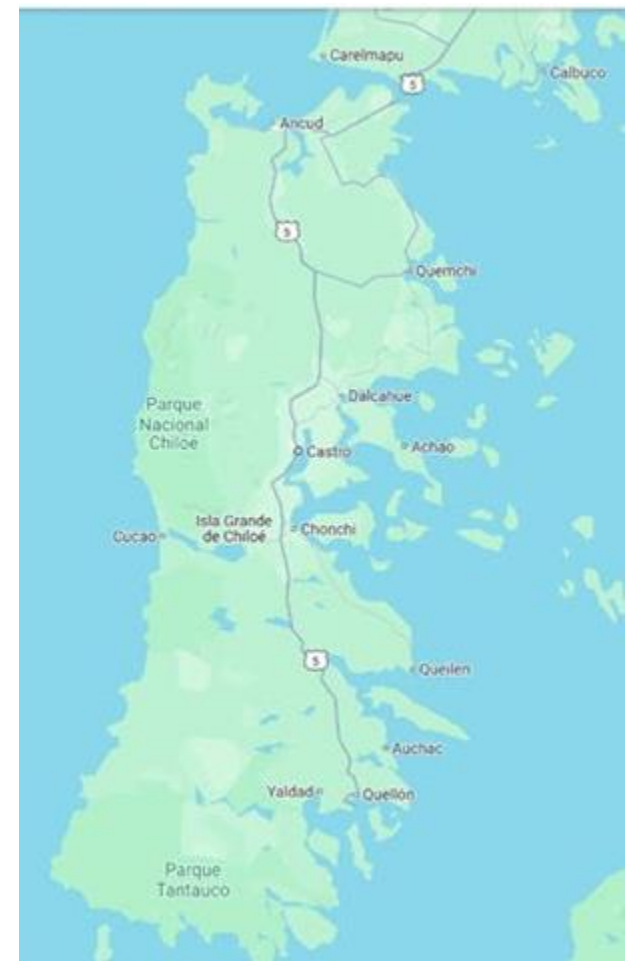 Carelmapu
5
Calbuco
Ancud
5
Quemchi
Dalcahue
Parque
Nacional
Chiloé
Castro
Achao
Isla Grande
de Chiloé
Chonchi
Cucao
5
Queilen
Auchac
Yaldad
Quellón
Parque
Tantauco